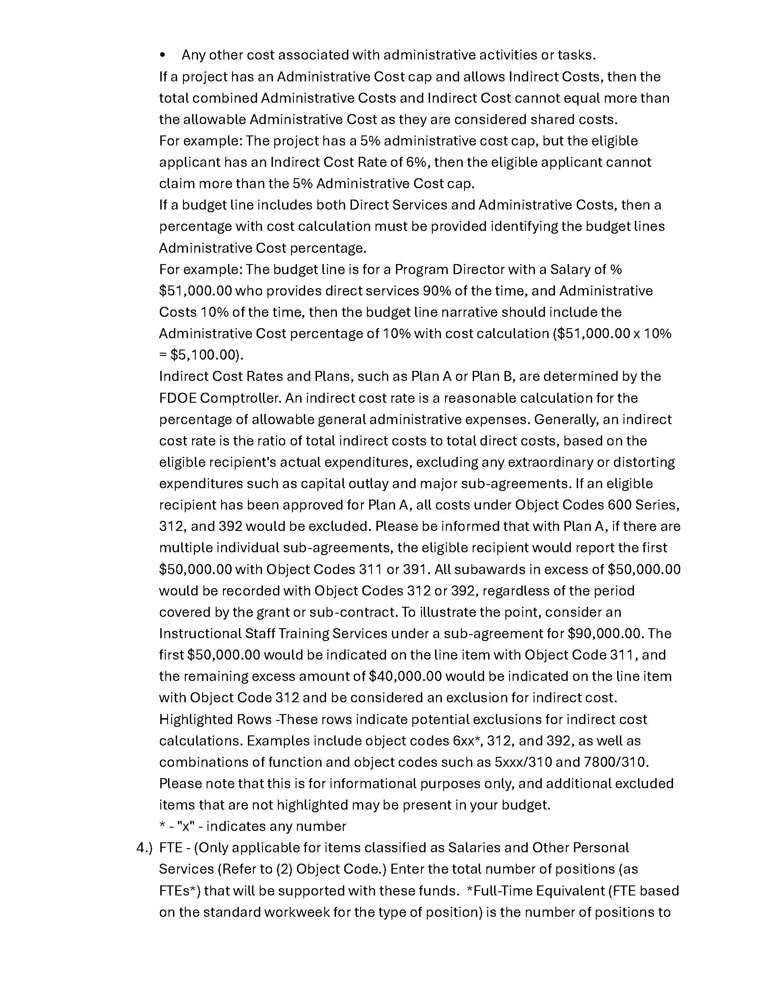 • Any other cost associated with administrative activities or tasks.
If a project has an Administrative Cost cap and allows Indirect Costs, then the
total combined Administrative Costs and Indirect Cost cannot equal more than
the allowable Administrative Cost as they are considered shared costs.
For example: The project has a 5% administrative cost cap, but the eligible
applicant has an Indirect Cost Rate of 6%, then the eligible applicant cannot
claim more than the 5% Administrative Cost cap.
If a budget line includes both Direct Services and Administrative Costs, then a
percentage with cost calculation must be provided identifying the budget lines
Administrative Cost percentage.
For example: The budget line is for a Program Director with a Salary of %
$51,000.00 who provides direct services 90% of the time, and Administrative
Costs 10% of the time, then the budget line narrative should include the
Administrative Cost percentage of 10% with cost calculation ($51,000.00 x 10%
= $5,100.00).
Indirect Cost Rates and Plans, such as Plan A or Plan B, are determined by the
FDOE Comptroller. An indirect cost rate is a reasonable calculation for the
percentage of allowable general administrative expenses. Generally, an indirect
cost rate is the ratio of total indirect costs to total direct costs, based on the
eligible recipient's actual expenditures, excluding any extraordinary or distorting
expenditures such as capital outlay and major sub-agreements. If an eligible
recipient has been approved for Plan A, all costs under Object Codes 600 Series,
312, and 392 would be excluded. Please be informed that with Plan A, if there are
multiple individual sub-agreements, the eligible recipient would report the first
$50,000.00 with Object Codes 311 or 391. All subawards in excess of $50,000.00
would be recorded with Object Codes 312 or 392, regardless of the period
covered by the grant or sub-contract. To illustrate the point, consider an
Instructional Staff Training Services under a sub-agreement for $90,000.00. The
first $50,000.00 would be indicated on the line item with Object Code 311, and
the remaining excess amount of $40,000.00 would be indicated on the line item
with Object Code 312 and be considered an exclusion for indirect cost.
Highlighted Rows -These rows indicate potential exclusions for indirect cost
calculations. Examples include object codes 6xx*, 312, and 392, as well as
combinations of function and object codes such as 5xxx/310 and 7800/310.
Please note that this is for informational purposes only, and additional excluded
items that are not highlighted may be present in your budget.
* - "x" - indicates any number
4.) FTE - (Only applicable for items classified as Salaries and Other Personal
Services (Refer to (2) Object Code.) Enter the total number of positions (as
FTEs*) that will be supported with these funds.  *Full-Time Equivalent (FTE based
on the standard workweek for the type of position) is the number of positions to